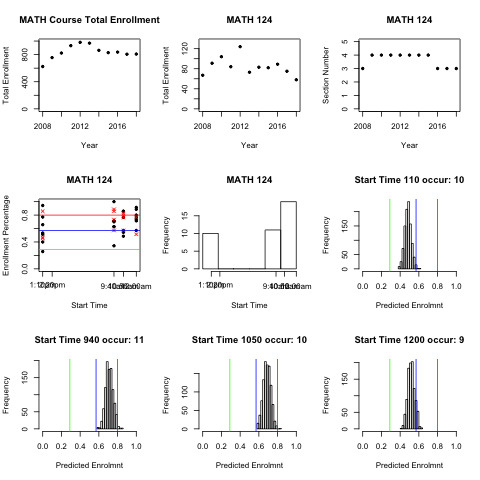 MATH Course Total Enrollment
Total Enrollment
0 400 800
2008 2012 2016
Year
MATH 124
Total Enrollment
0 40 80 120
2008 2012 2016
Year
MATH 124
Section Number
0 1 2 3 4 5
2008 2012 2016
Year
MATH 124
Enrollment Percentage
0.0 0.4 0.8
Start Time
MATH 124
Frequency
0 5 10 15
Start Time
Start Time 110 occur: 10
Frequency
0 50 150
0.0 0.2 0.4 0.6 0.8 1.0
Predicted Enrolmnt
Start Time 940 occur: 11
Frequency
0 50 150
0.0 0.2 0.4 0.6 0.8 1.0
Predicted Enrolmnt
Start Time 1050 occur: 10
Frequency
0 50 150
0.0 0.2 0.4 0.6 0.8 1.0
Predicted Enrolmnt
Start Time 1200 occur: 9
Frequency
0 50 150
0.0 0.2 0.4 0.6 0.8 1.0
Predicted Enrolmnt